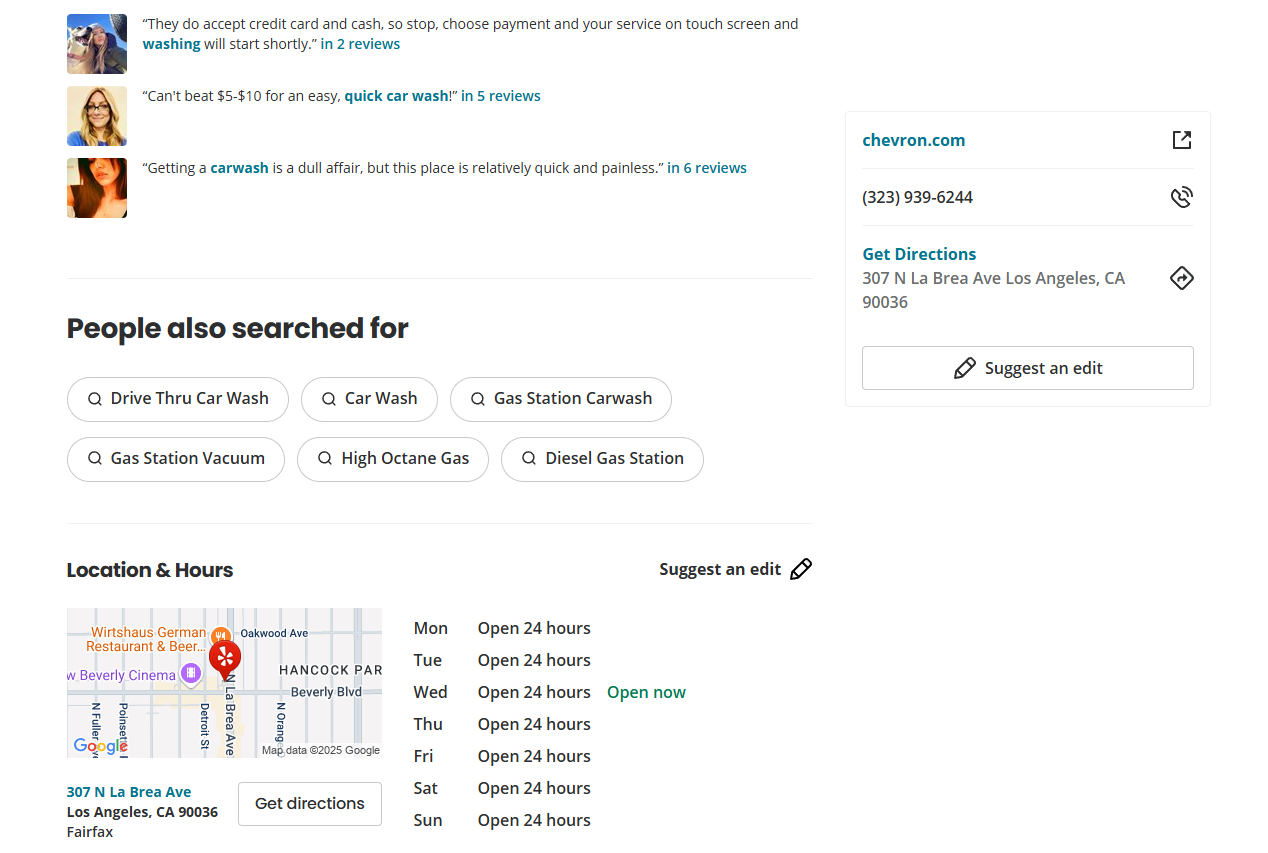 “They do accept credit card and cash, so stop, choose payment and your service on touch screen and
washing will start shortly.” in 2 reviews
“Can't beat $5-$10 for an easy, quick car wash!” in 5 reviews
“Getting a carwash is a dull affair, but this place is relatively quick and painless.” in 6 reviews
chevron.com
(323) 939-6244
Get Directions
307 N La Brea Ave Los Angeles, CA
90036
Suggest an edit
People also searched for
Drive Thru Car Wash
Car Wash
Gas Station Carwash
Gas Station Vacuum
High Octane Gas
Diesel Gas Station
Location & Hours
Suggest an edit
Wirtshaus German
Restaurant & Beer...
Oakwood Ave
w Beverly Cinema
HANCOCK PAR
Beverly Blvd
N Fuller Ave
Detroit St
N La Brea Ave
N Orang
Google
Map data ©2025 Google
307 N La Brea Ave
Los Angeles, CA 90036
Fairfax
Get directions
Mon Open 24 hours
Tue Open 24 hours
Wed Open 24 hours Open now
Thu Open 24 hours
Fri Open 24 hours
Sat Open 24 hours
Sun Open 24 hours